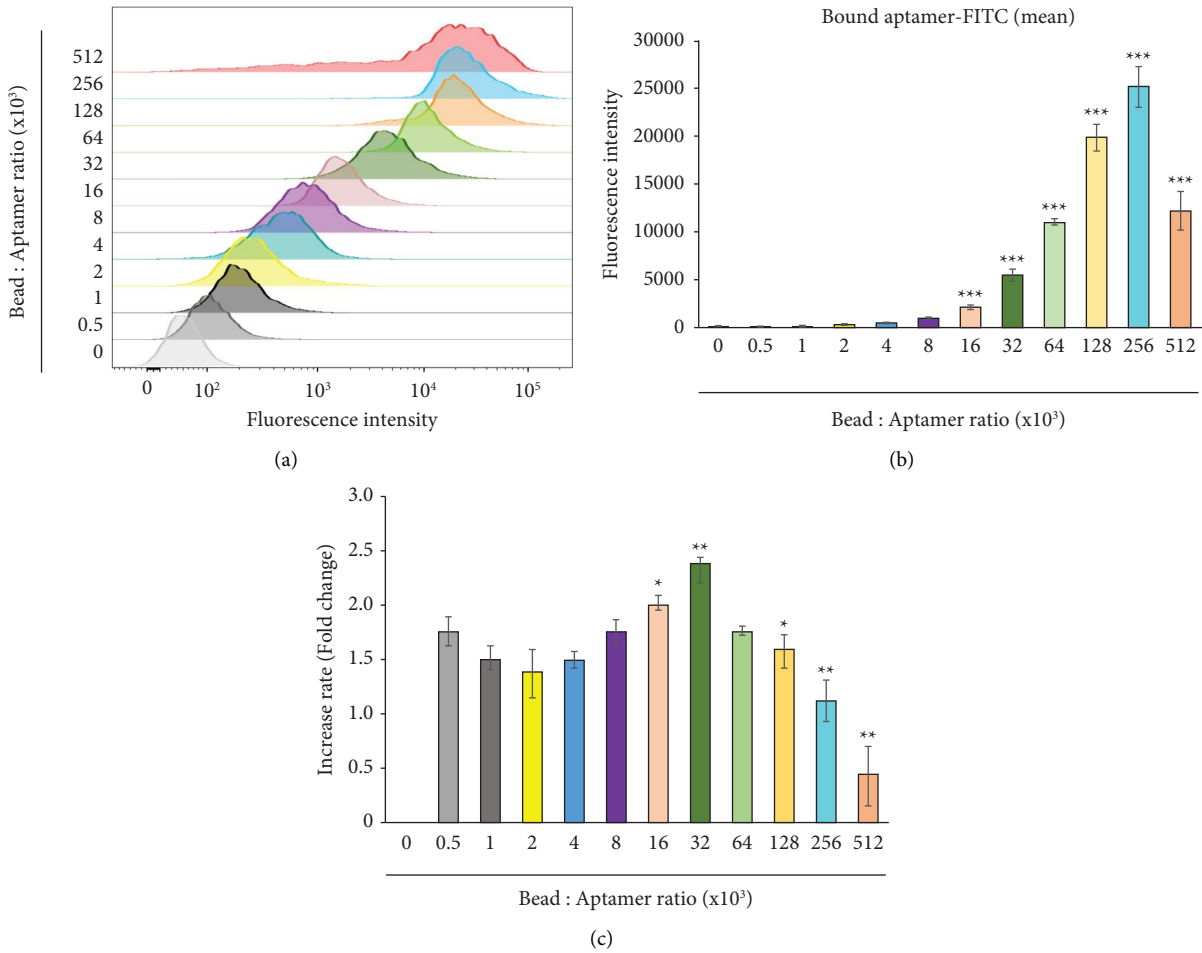 Bead : Aptamer ratio (x10³)
512
256
128
64
32
16
8
4
2
1
0.5
0
0 10² 10³ 10⁴ 10⁵
Fluorescence intensity
(a)
Bound aptamer-FITC (mean)
Fluorescence intensity
30000
25000
20000
15000
10000
5000
0
*** *** *** *** *** ***
0 0.5 1 2 4 8 16 32 64 128 256 512
Bead : Aptamer ratio (x10³)
(b)
Increase rate (Fold change)
3.0
2.5
2.0
1.5
1.0
0.5
0
* ** * ** **
0 0.5 1 2 4 8 16 32 64 128 256 512
Bead : Aptamer ratio (x10³)
(c)